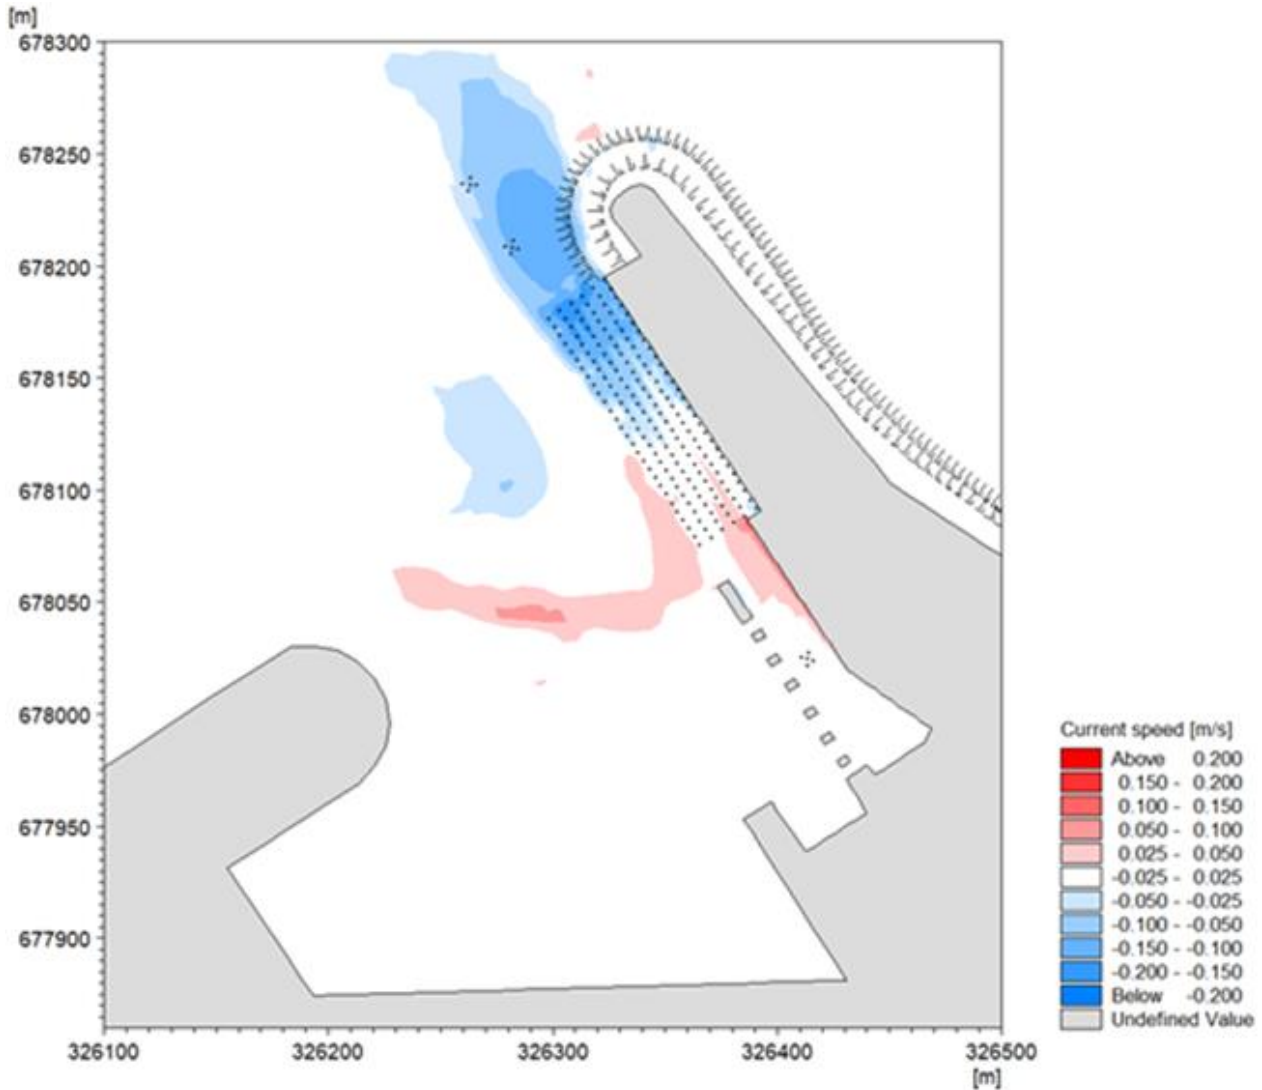 [m]
678300
678250
678200
678150
678100
678050
678000
677950
677900
326100 326200 326300 326400 326500
[m]
Current speed [m/s]
Above 0.200
0.150 - 0.200
0.100 - 0.150
0.050 - 0.100
0.025 - 0.050
-0.025 - 0.025
-0.050 - -0.025
-0.100 - -0.050
-0.150 - -0.100
-0.200 - -0.150
Below -0.200
Undefined Value